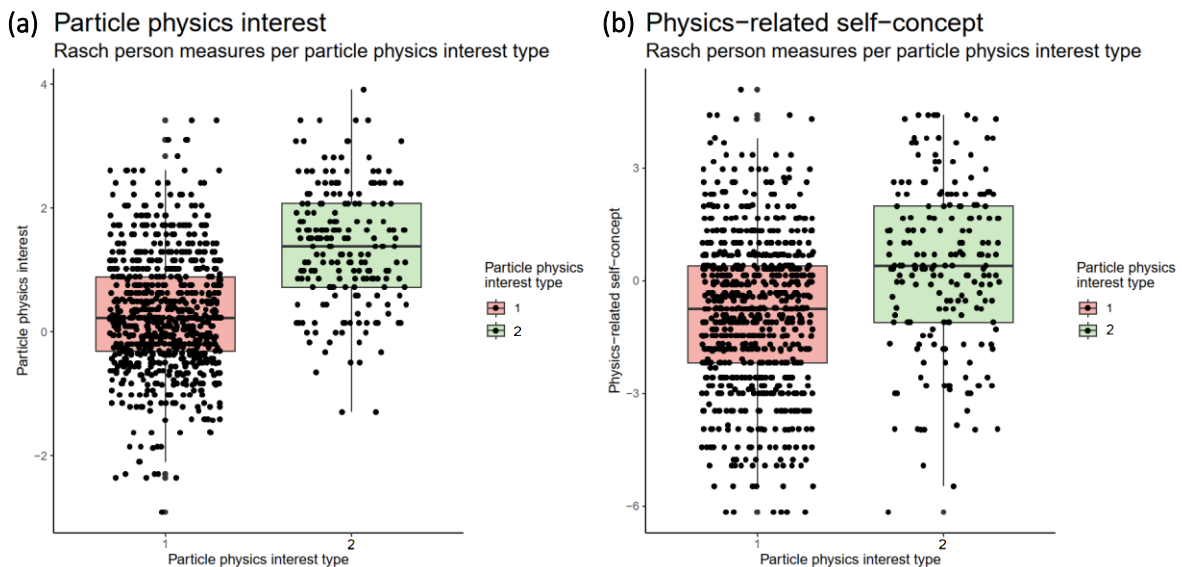 (a) Particle physics interest
Rasch person measures per particle physics interest type
4
2
0
−2
Particle physics interest
1
2
Particle physics interest type
Particle physics
interest type
1
2
(b) Physics−related self−concept
Rasch person measures per particle physics interest type
3
0
−3
−6
Physics−related self−concept
1
2
Particle physics interest type
Particle physics
interest type
1
2